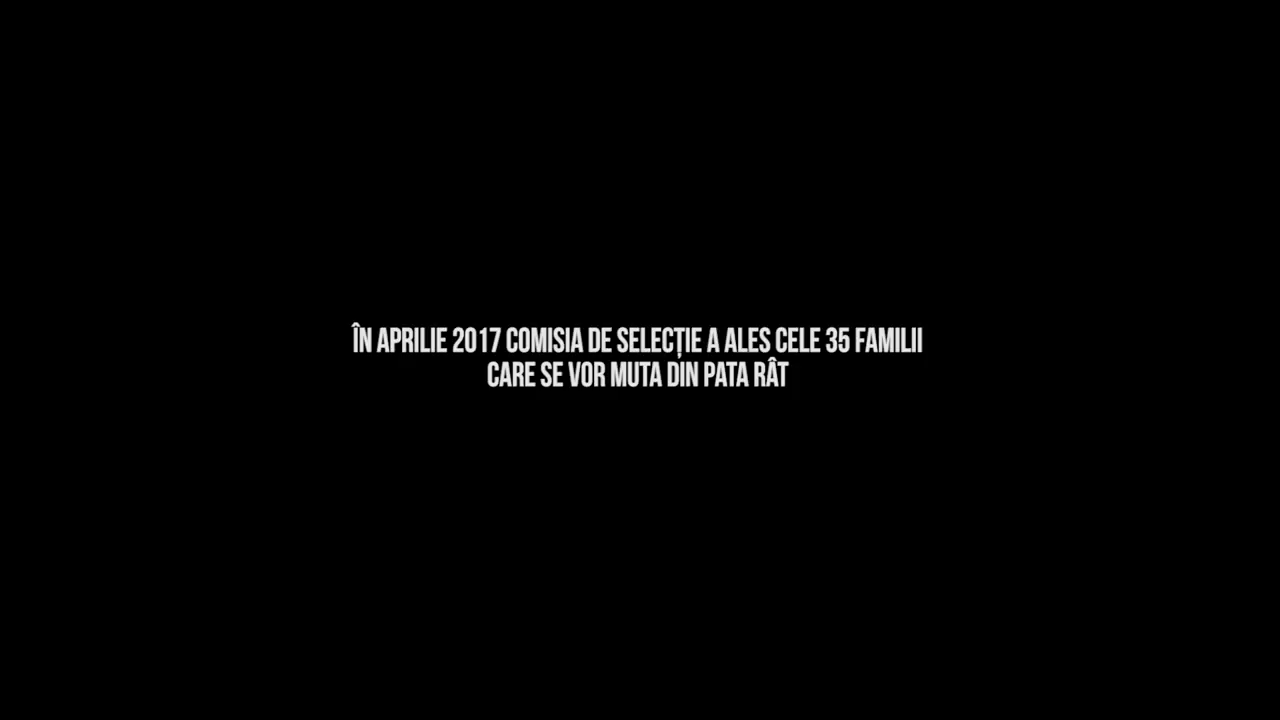 ÎN APRILIE 2017 COMISIA DE SELECȚIE A ALES CELE 35 FAMILII
CARE SE VOR MUTA DIN PATA RÂT